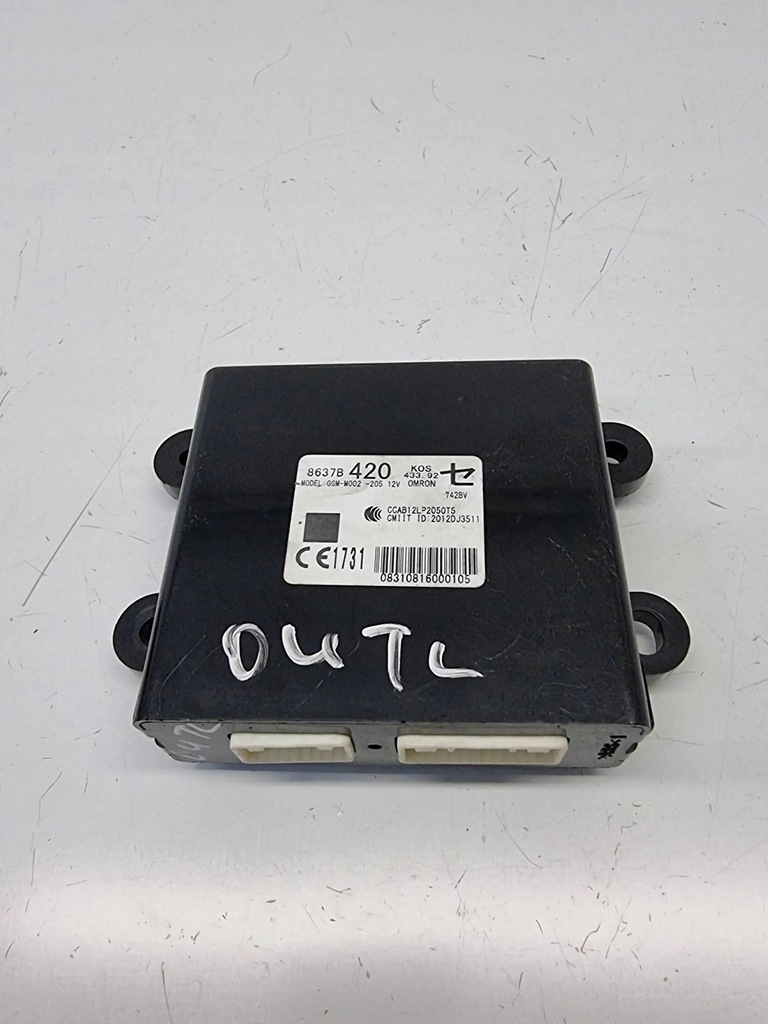 8637B 420 KOS 433.92 セ
MODEL:GGM-M002 -205 12V OMRON
742BV
CCAB12LP2050T5
CMIIT ID:2012DJ3511
CE1731
08310816000105
04TL